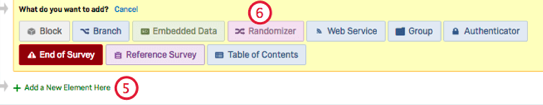 What do you want to add? Cancel 6
Block Branch Embedded Data Randomizer Web Service Group Authenticator
End of Survey Reference Survey Table of Contents
+ Add a New Element Here 5